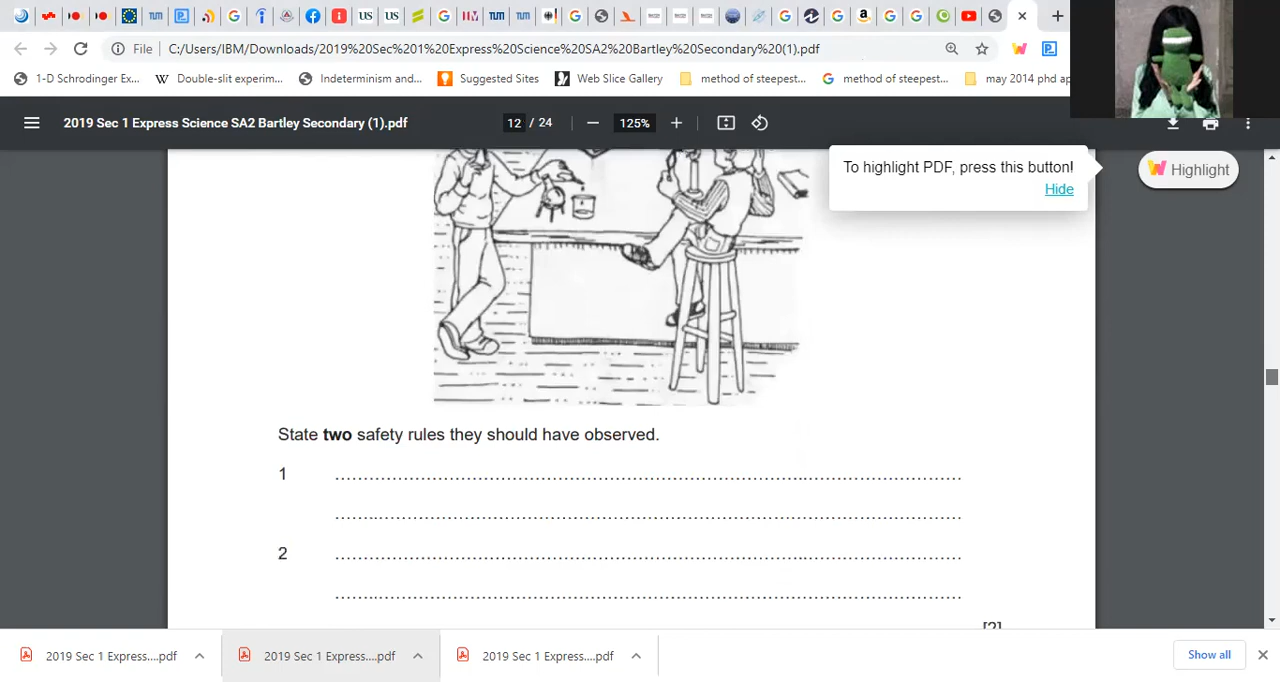 File
C:/Users/IBM/Downloads/2019%20Sec%201%20Express%20Science%20SA2%20Bartley%20Secondary%20(1).pdf
1-D Schrodinger Ex...
Double-slit experim...
Indeterminism and...
Suggested Sites
Web Slice Gallery
method of steepest...
method of steepest...
may 2014 phd ap
2019 Sec 1 Express Science SA2 Bartley Secondary (1).pdf
12 / 24
125%
To highlight PDF, press this button!
Hide
Highlight
State two safety rules they should have observed.
1 ....................................................................................
....................................................................................
2 ....................................................................................
....................................................................................
[2]
2019 Sec 1 Express....pdf
2019 Sec 1 Express....pdf
2019 Sec 1 Express....pdf
Show all